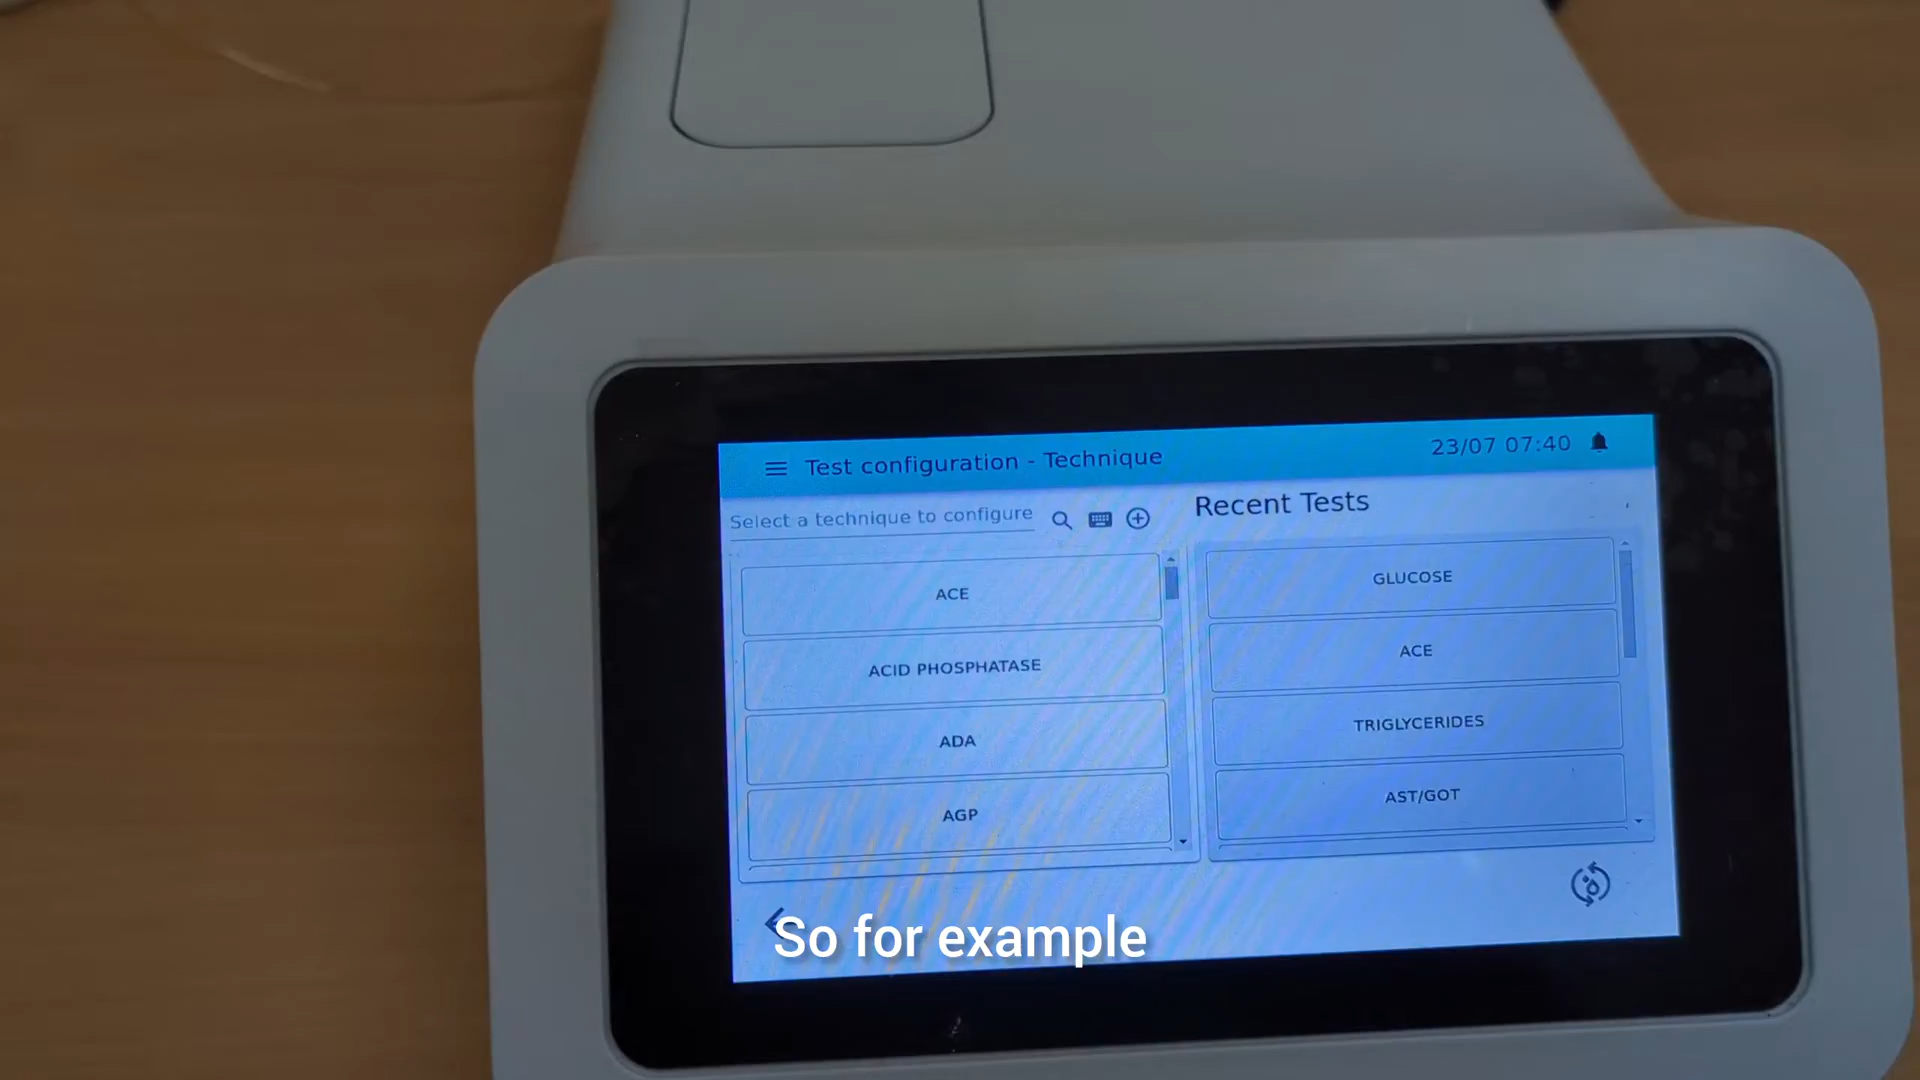 Test configuration - Technique
23/07 07:40
Select a technique to configure
Recent Tests
ACE
ACID PHOSPHATASE
ADA
AGP
GLUCOSE
ACE
TRIGLYCERIDES
AST/GOT
So for example